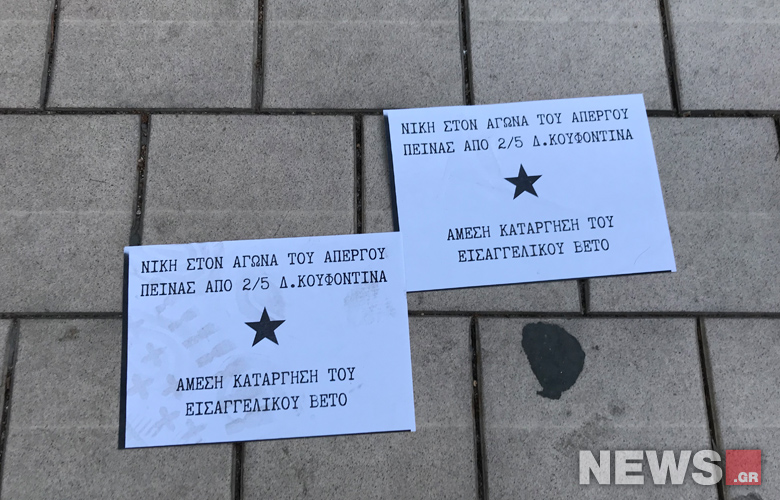 ΝΙΚΗ ΣΤΟΝ ΑΓΩΝΑ ΤΟΥ ΑΠΕΡΓΟΥ
ΠΕΙΝΑΣ ΑΠΟ 2/5 Δ.ΚΟΥΦΟΝΤΙΝΑ
ΑΜΕΣΗ ΚΑΤΑΡΓΗΣΗ ΤΟΥ
ΕΙΣΑΓΓΕΛΙΚΟΥ ΒΕΤΟ
ΝΙΚΗ ΣΤΟΝ ΑΓΩΝΑ ΤΟΥ ΑΠΕΡΓΟΥ
ΠΕΙΝΑΣ ΑΠΟ 2/5 Δ.ΚΟΥΦΟΝΤΙΝΑ
ΑΜΕΣΗ ΚΑΤΑΡΓΗΣΗ ΤΟΥ
ΕΙΣΑΓΓΕΛΙΚΟΥ ΒΕΤΟ
NEWS.GR